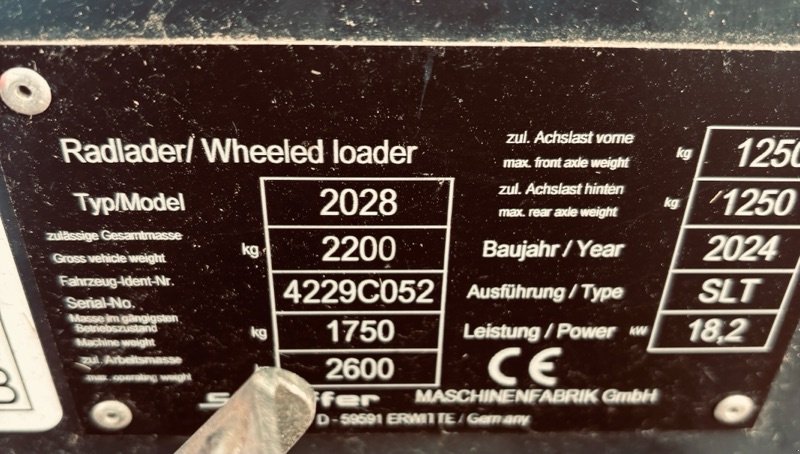 Radlader/ Wheeled loader
Typ/Model 2028
zulässige Gesamtmasse
Gross vehicle weight kg 2200
Fahrzeug-Ident-Nr.
Serial-No. 4229C052
Masse im gängigsten
Betriebszustand
Machine weight kg 1750
zul. Arbeitsmasse
max. operating weight 2600
zul. Achslast vorne
max. front axle weight kg 1250
zul. Achslast hinten
max. rear axle weight kg 1250
Baujahr / Year 2024
Ausführung / Type SLT
Leistung / Power kW 18,2
CE
MASCHINENFABRIK GmbH
D - 59591 ERWITTE / Germany